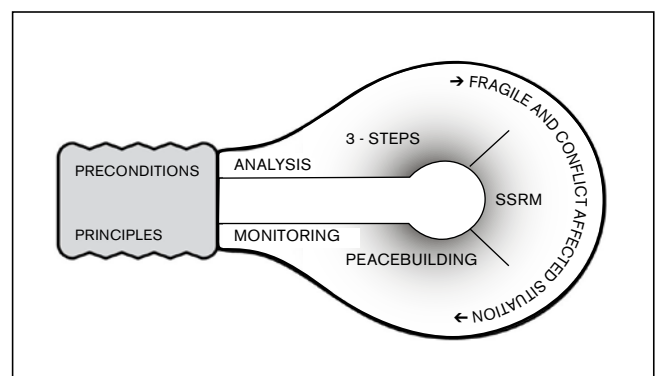 → FRAGILE AND CONFLICT AFFECTED SITUATION →
3 - STEPS
ANALYSIS
PRECONDITIONS
SSRM
PRINCIPLES
MONITORING
PEACEBUILDING